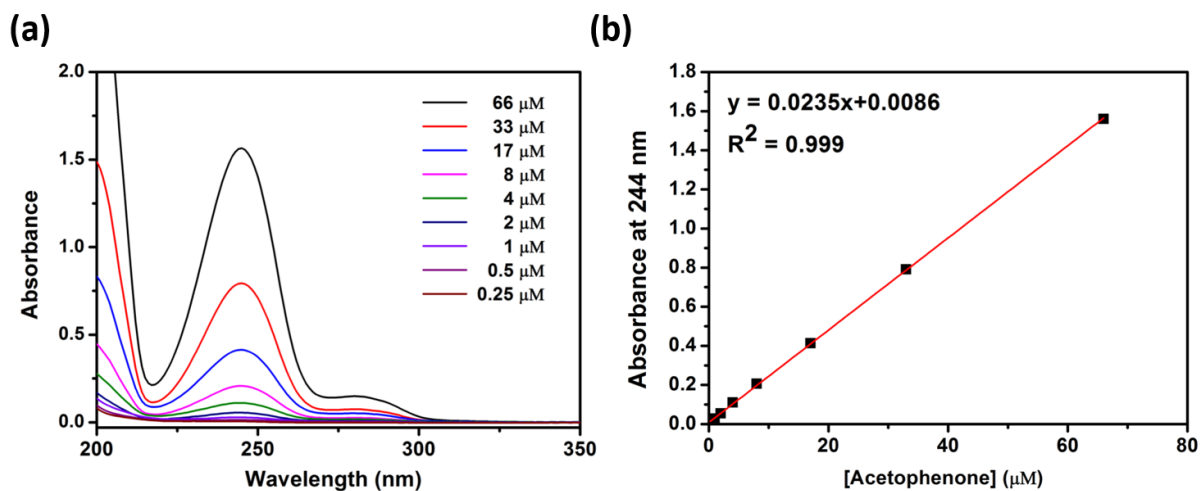 (a)
2.0
1.5
1.0
0.5
0.0
Absorbance
200
250
300
350
Wavelength (nm)
66 μM
33 μM
17 μM
8 μM
4 μM
2 μM
1 μM
0.5 μM
0.25 μM
(b)
1.8
1.6
1.4
1.2
1.0
0.8
0.6
0.4
0.2
0.0
Absorbance at 244 nm
y = 0.0235x+0.0086
R² = 0.999
0
20
40
60
80
[Acetophenone] (μM)